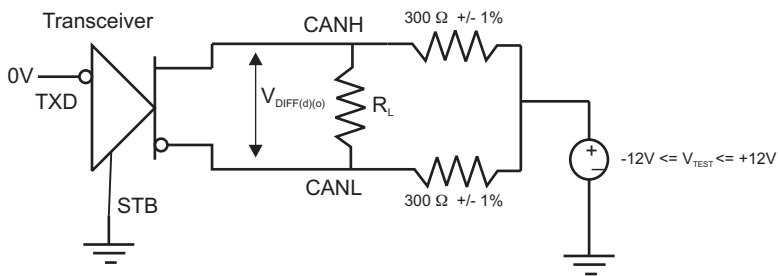 Transceiver
CANH
300 Ω +/- 1%
0V
TXD
V_DIFF(d)(o)
R_L
+
−
-12V <= V_TEST <= +12V
STB
CANL
300 Ω +/- 1%